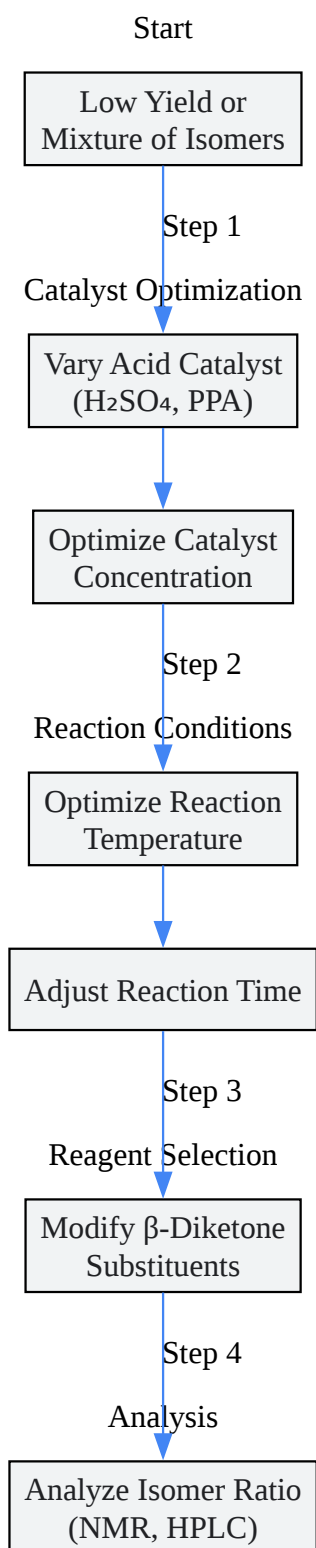 Start
Low Yield or
Mixture of Isomers
Step 1
Catalyst Optimization
Vary Acid Catalyst
(H₂SO₄, PPA)
Optimize Catalyst
Concentration
Step 2
Reaction Conditions
Optimize Reaction
Temperature
Adjust Reaction Time
Step 3
Reagent Selection
Modify β-Diketone
Substituents
Step 4
Analysis
Analyze Isomer Ratio
(NMR, HPLC)